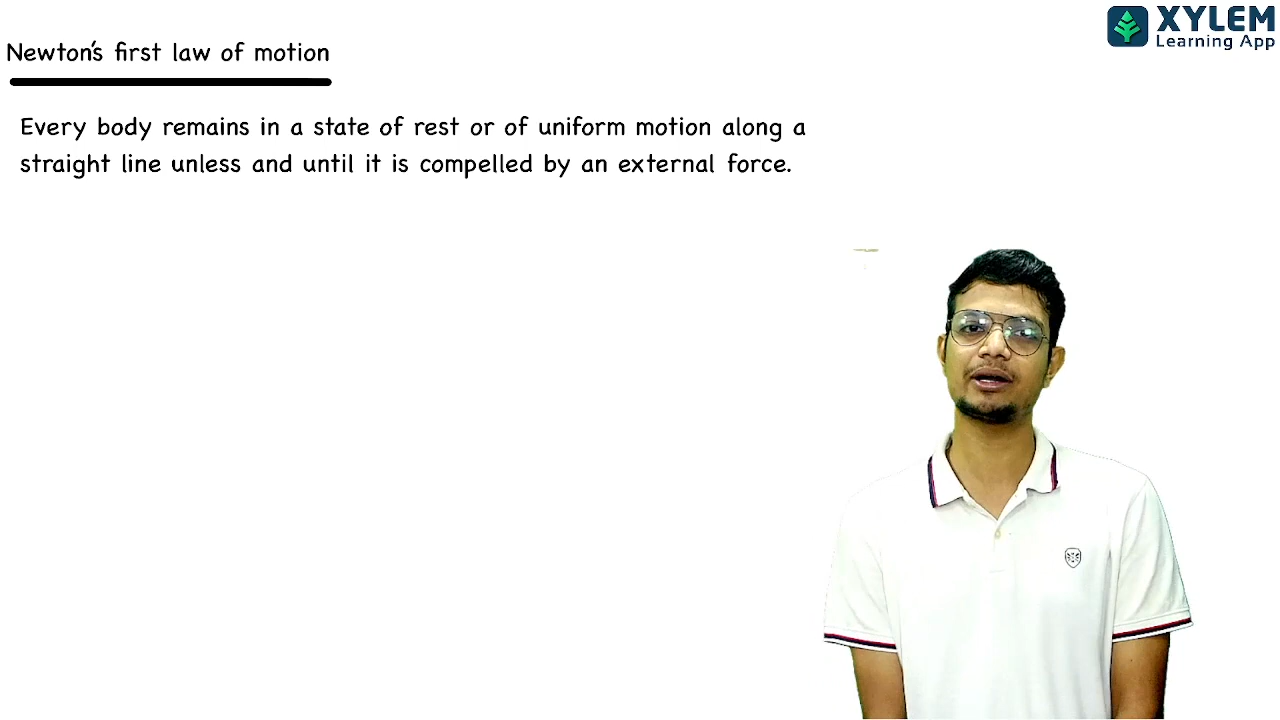 XYLEM
Learning App
Newton's first law of motion
Every body remains in a state of rest or of uniform motion along a
straight line unless and until it is compelled by an external force.